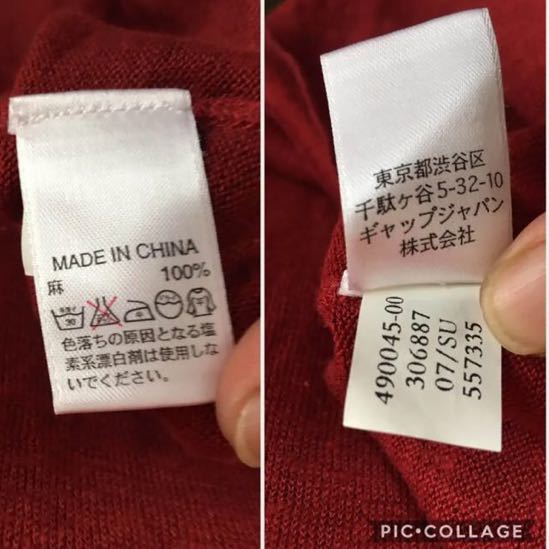 MADE IN CHINA
麻 100%
色落ちの原因となる塩
素系漂白剤は使用しな
いでください。
東京都渋谷区
千駄ヶ谷5-32-10
ギャップジャパン
株式会社
490045-00
306887
07/SU
557335
PIC•COLLAGE